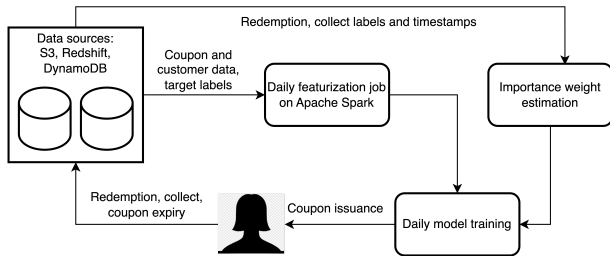 Redemption, collect labels and timestamps
Data sources:
S3, Redshift,
DynamoDB
Coupon and
customer data,
target labels
Daily featurization job
on Apache Spark
Importance weight
estimation
Redemption, collect,
coupon expiry
Coupon issuance
Daily model training